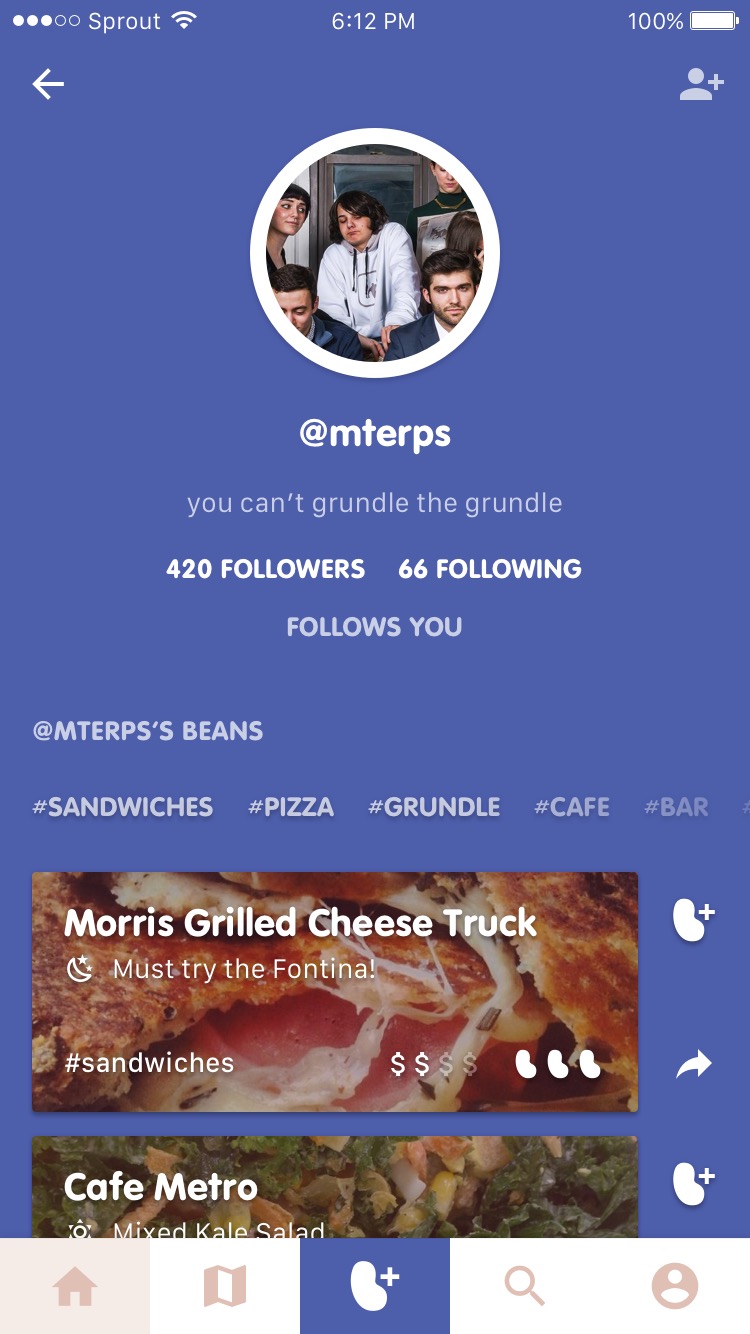 Sprout 6:12 PM 100%
@mterps
you can’t grundle the grundle
420 FOLLOWERS 66 FOLLOWING
FOLLOWS YOU
@MTERPS’S BEANS
#SANDWICHES #PIZZA #GRUNDLE #CAFE #BAR #
Morris Grilled Cheese Truck
Must try the Fontina!
#sandwiches $ $ $ $
Cafe Metro
Mixed Kale Salad